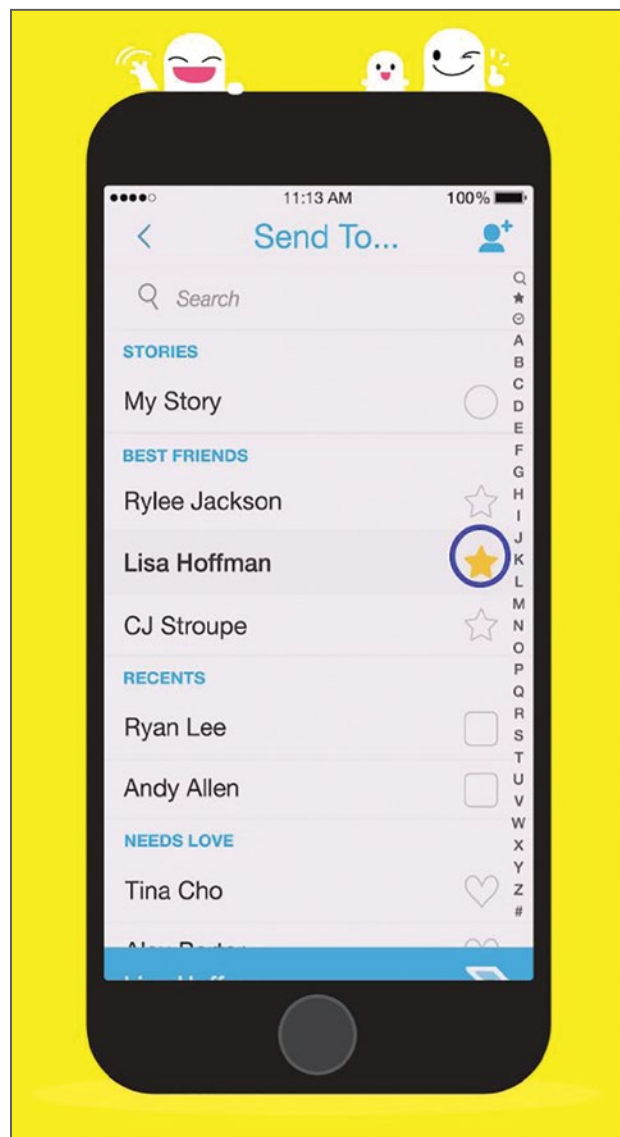 11:13 AM 100%
Send To...
Search
STORIES
My Story
BEST FRIENDS
Rylee Jackson
Lisa Hoffman
CJ Stroupe
RECENTS
Ryan Lee
Andy Allen
NEEDS LOVE
Tina Cho
A
B
C
D
E
F
G
H
I
J
K
L
M
N
O
P
Q
R
S
T
U
V
W
X
Y
Z
#